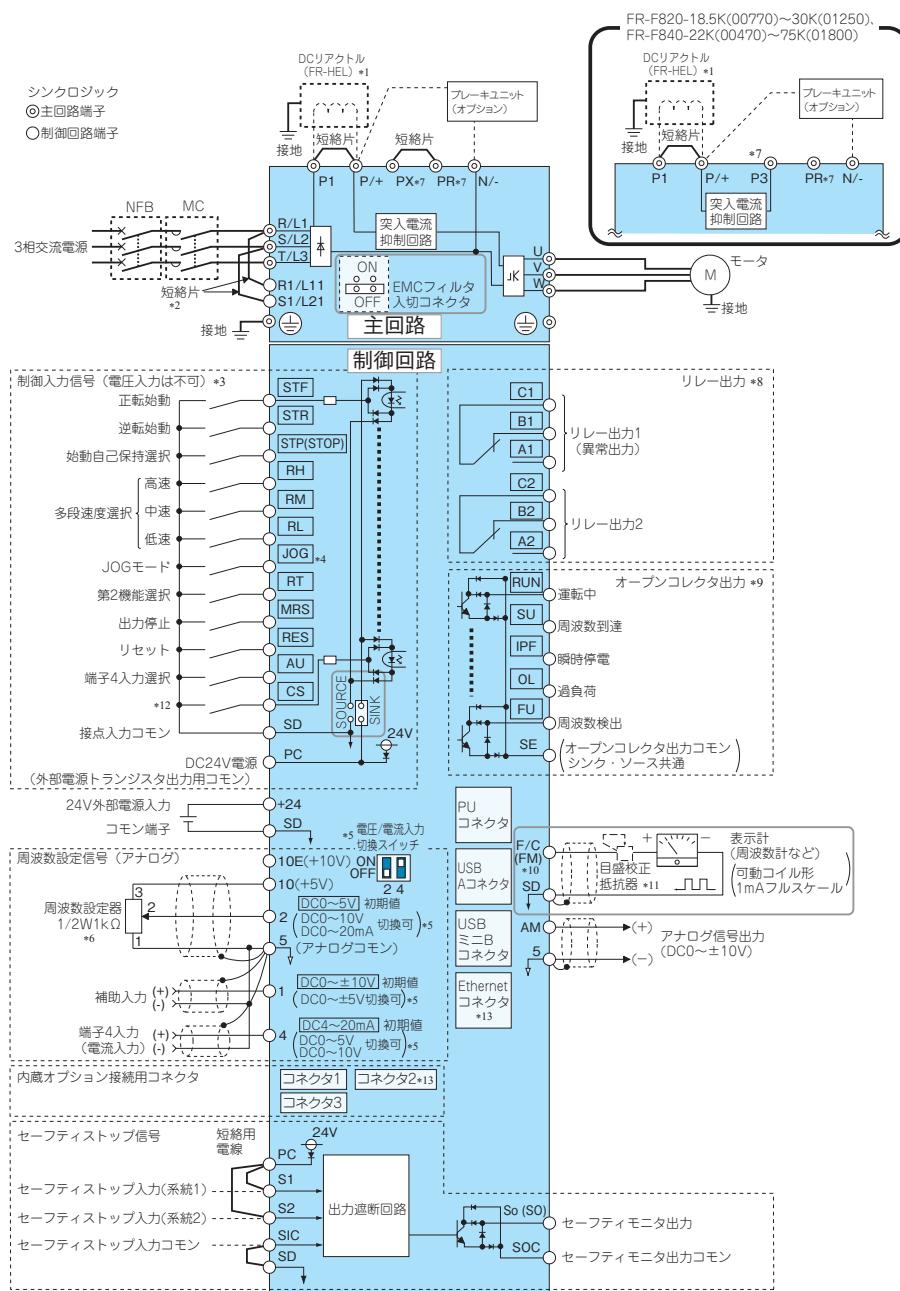 FR-F820-18.5K(00770)～30K(01250)、
FR-F840-22K(00470)～75K(01800)
DCリアクトル
(FR-HEL) *1
ブレーキユニット
(オプション)
短絡片
接地
*7
P1
P/+
P3
PR*7
N/-
突入電流
抑制回路
シンクロジック
主回路端子
制御回路端子
DCリアクトル
(FR-HEL) *1
ブレーキユニット
(オプション)
接地
短絡片
短絡片
P1
P/+
PX*7
PR*7
N/-
NFB
MC
3相交流電源
R/L1
S/L2
T/L3
R1/L11
S1/L21
短絡片
*2
接地
突入電流
抑制回路
ON
OFF
EMCフィルタ
入切コネクタ
U
V
W
モータ
M
接地
主回路
制御回路
制御入力信号（電圧入力は不可）*3
正転始動
STF
逆転始動
STR
始動自己保持選択
STP(STOP)
多段速度選択
高速
RH
中速
RM
低速
RL
JOGモード
JOG
*4
第2機能選択
RT
出力停止
MRS
リセット
RES
端子4入力選択
AU
*12
CS
接点入力コモン
SD
SOURCE
SINK
24V
DC24V電源
（外部電源トランジスタ出力用コモン）
PC
リレー出力 *8
C1
B1
A1
リレー出力1
（異常出力）
C2
B2
A2
リレー出力2
オープンコレクタ出力 *9
RUN
運転中
SU
周波数到達
IPF
瞬時停電
OL
過負荷
FU
周波数検出
SE
オープンコレクタ出力コモン
シンク・ソース共通
24V外部電源入力
+24
コモン端子
SD
*5 電圧/電流入力
切換スイッチ
ON
OFF
2 4
周波数設定信号（アナログ）
10E(+10V)
10(+5V)
周波数設定器
1/2W1kΩ
*6
3
2
1
2
DC0～5V 初期値
DC0～10V
DC0～20mA 切換可 *5
5
(アナログコモン)
補助入力
(+)
(-)
1
DC0～±10V 初期値
(DC0～±5V切換可)*5
端子4入力
(電流入力)
(+)
(-)
4
DC4～20mA 初期値
DC0～5V
DC0～10V 切換可 *5
PU
コネクタ
USB
Aコネクタ
USB
ミニB
コネクタ
Ethernet
コネクタ
*13
F/C
(FM)
*10
SD
目盛校正
抵抗器 *11
+
−
表示計
(周波数計など)
可動コイル形
1mAフルスケール
AM
5
(+)
(−)
アナログ信号出力
(DC0～±10V)
内蔵オプション接続用コネクタ
コネクタ1
コネクタ2*13
コネクタ3
セーフティストップ信号
短絡用
電線
24V
PC
セーフティストップ入力(系統1)
S1
セーフティストップ入力(系統2)
S2
セーフティストップ入力コモン
SIC
SD
出力遮断回路
So (SO)
セーフティモニタ出力
SOC
セーフティモニタ出力コモン